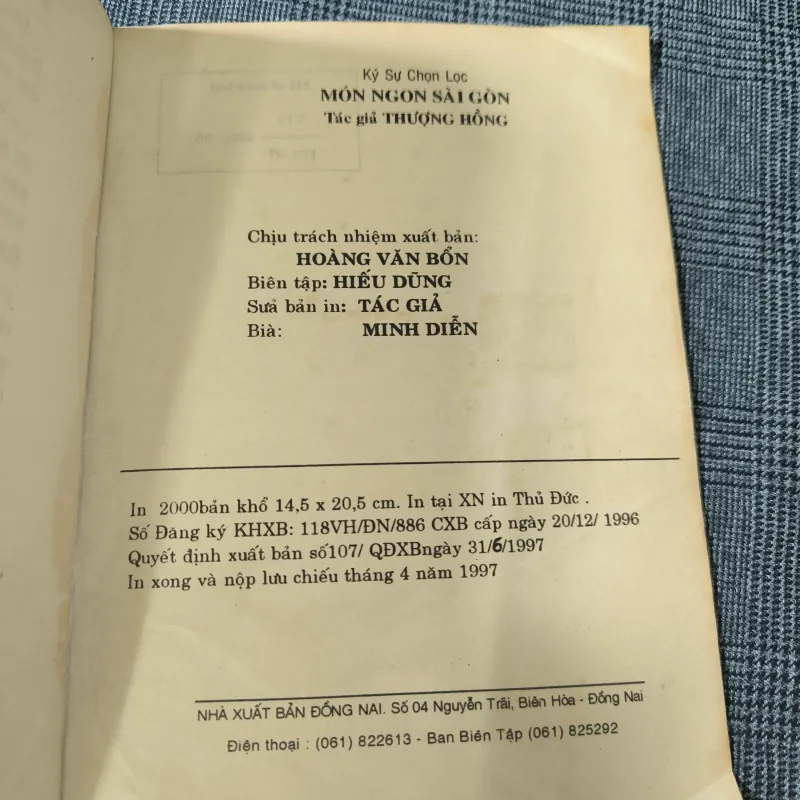 Ký Sự Chọn Lọc
MÓN NGON SÀI GÒN
Tác giả THƯỢNG HỒNG
Chịu trách nhiệm xuất bản:
HOÀNG VĂN BỔN
Biên tập: HIẾU DŨNG
Sưả bản in: TÁC GIẢ
Bià: MINH DIỄN
In 2000bản khổ 14,5 x 20,5 cm. In tại XN in Thủ Đức .
Số Đăng ký KHXB: 118VH/ĐN/886 CXB cấp ngày 20/12/ 1996
Quyết định xuất bản số107/ QĐXBngày 31/6/1997
In xong và nộp lưu chiếu tháng 4 năm 1997
NHÀ XUẤT BẢN ĐỒNG NAI. Số 04 Nguyễn Trãi, Biên Hòa - Đồng Nai
Điện thoại : (061) 822613 - Ban Biên Tập (061) 825292